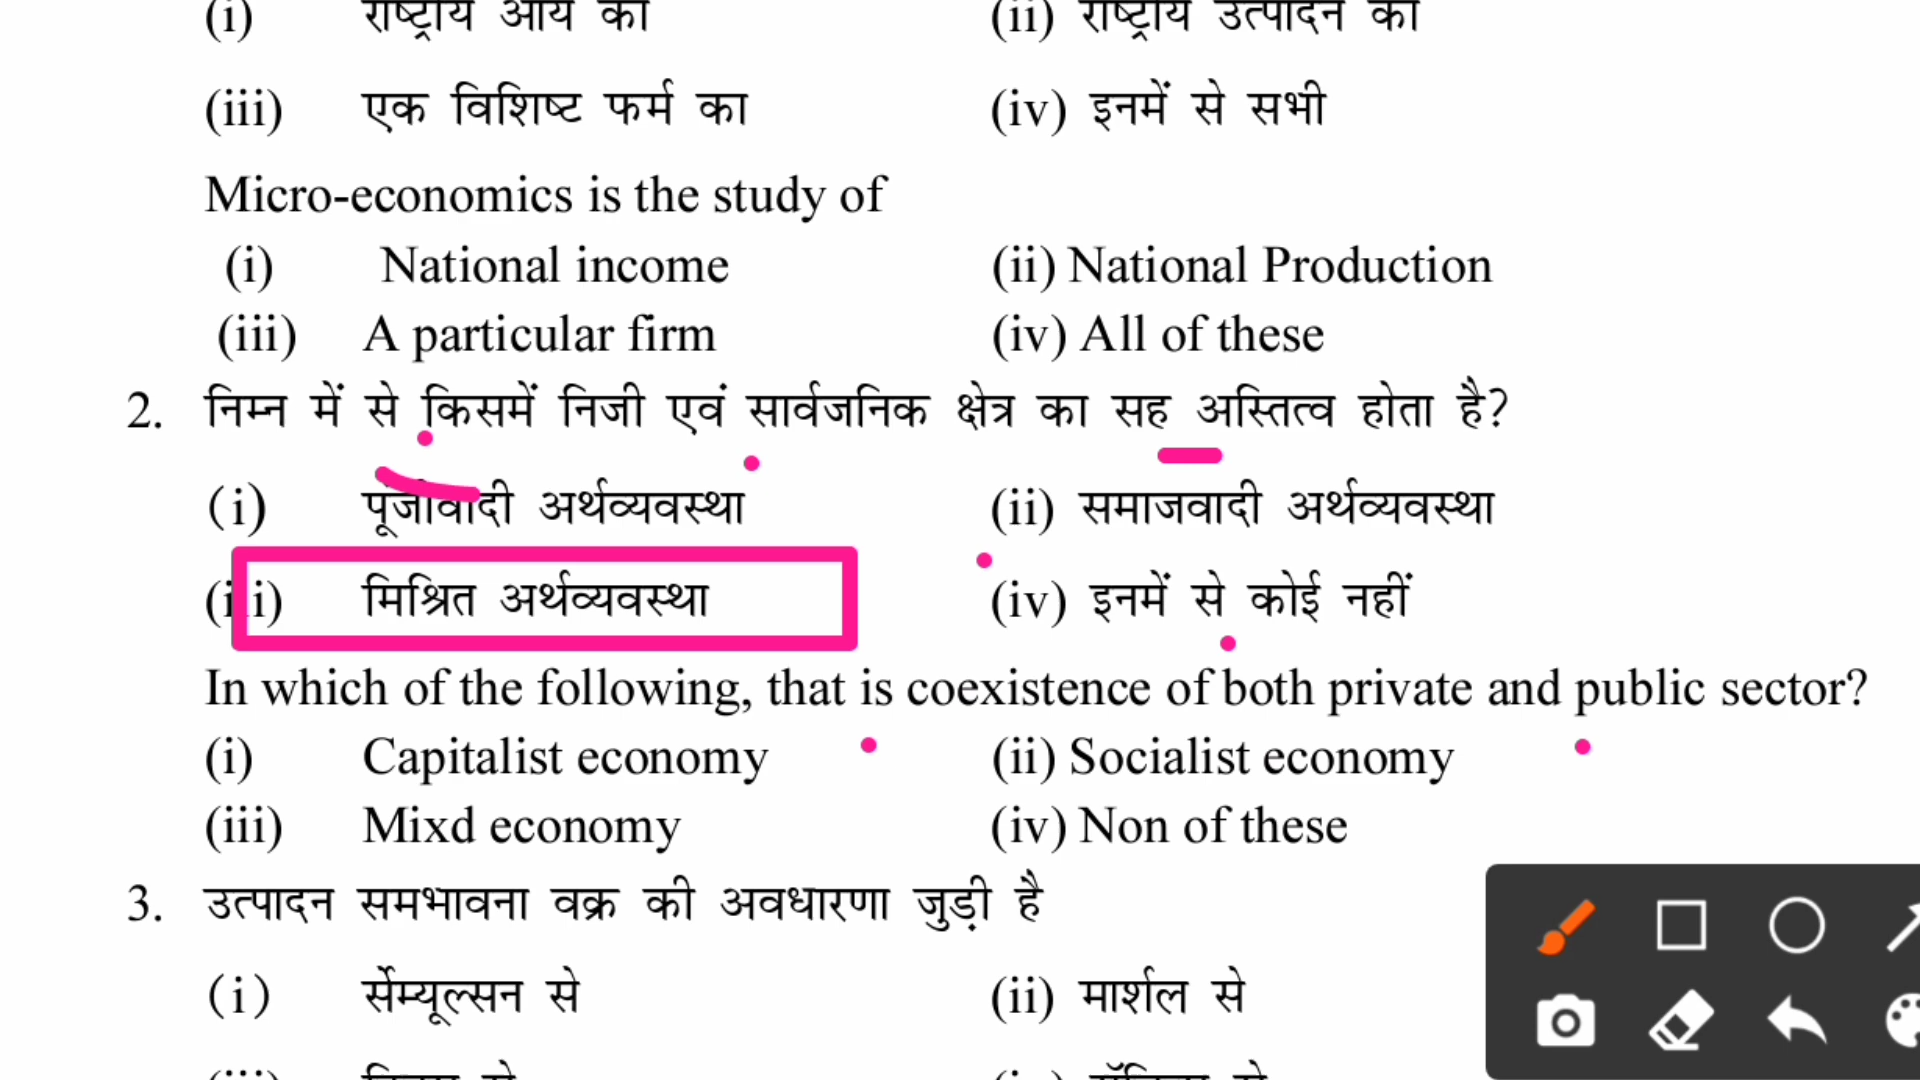 (i) राष्ट्रीय आय का (ii) राष्ट्रीय उत्पादन का
(iii) एक विशिष्ट फर्म का (iv) इनमें से सभी
Micro-economics is the study of
(i) National income (ii) National Production
(iii) A particular firm (iv) All of these
2. निम्न में से किसमें निजी एवं सार्वजनिक क्षेत्र का सह अस्तित्व होता है?
(i) पूंजीवादी अर्थव्यवस्था (ii) समाजवादी अर्थव्यवस्था
(iii) मिश्रित अर्थव्यवस्था (iv) इनमें से कोई नहीं
In which of the following, that is coexistence of both private and public sector?
(i) Capitalist economy (ii) Socialist economy
(iii) Mixd economy (iv) Non of these
3. उत्पादन समभावना वक्र की अवधारणा जुड़ी है
(i) र्सेम्यूल्सन से (ii) मार्शल से